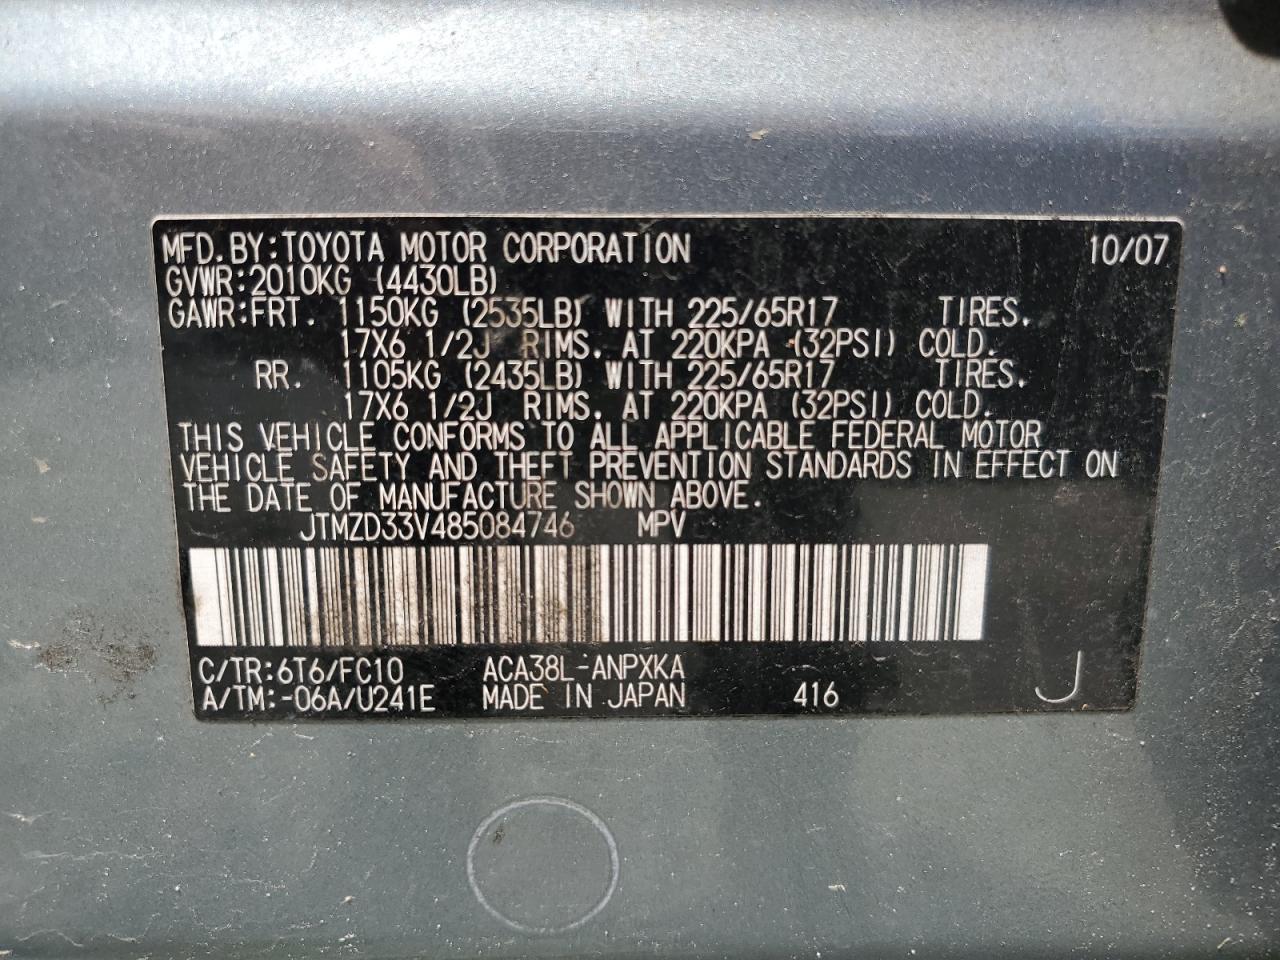 MFD.BY:TOYOTA MOTOR CORPORATION 10/07
GVWR:2010KG (4430LB)
GAWR:FRT. 1150KG (2535LB) WITH 225/65R17 TIRES.
17X6 1/2J RIMS. AT 220KPA (32PSI) COLD.
RR. 1105KG (2435LB) WITH 225/65R17 TIRES.
17X6 1/2J RIMS. AT 220KPA (32PSI) COLD.
THIS VEHICLE CONFORMS TO ALL APPLICABLE FEDERAL MOTOR
VEHICLE SAFETY AND THEFT PREVENTION STANDARDS IN EFFECT ON
THE DATE OF MANUFACTURE SHOWN ABOVE.
JTMZD33V485084746 MPV
C/TR:6T6/FC10 ACA38L-ANPXKA
A/TM:-06A/U241E MADE IN JAPAN 416 J